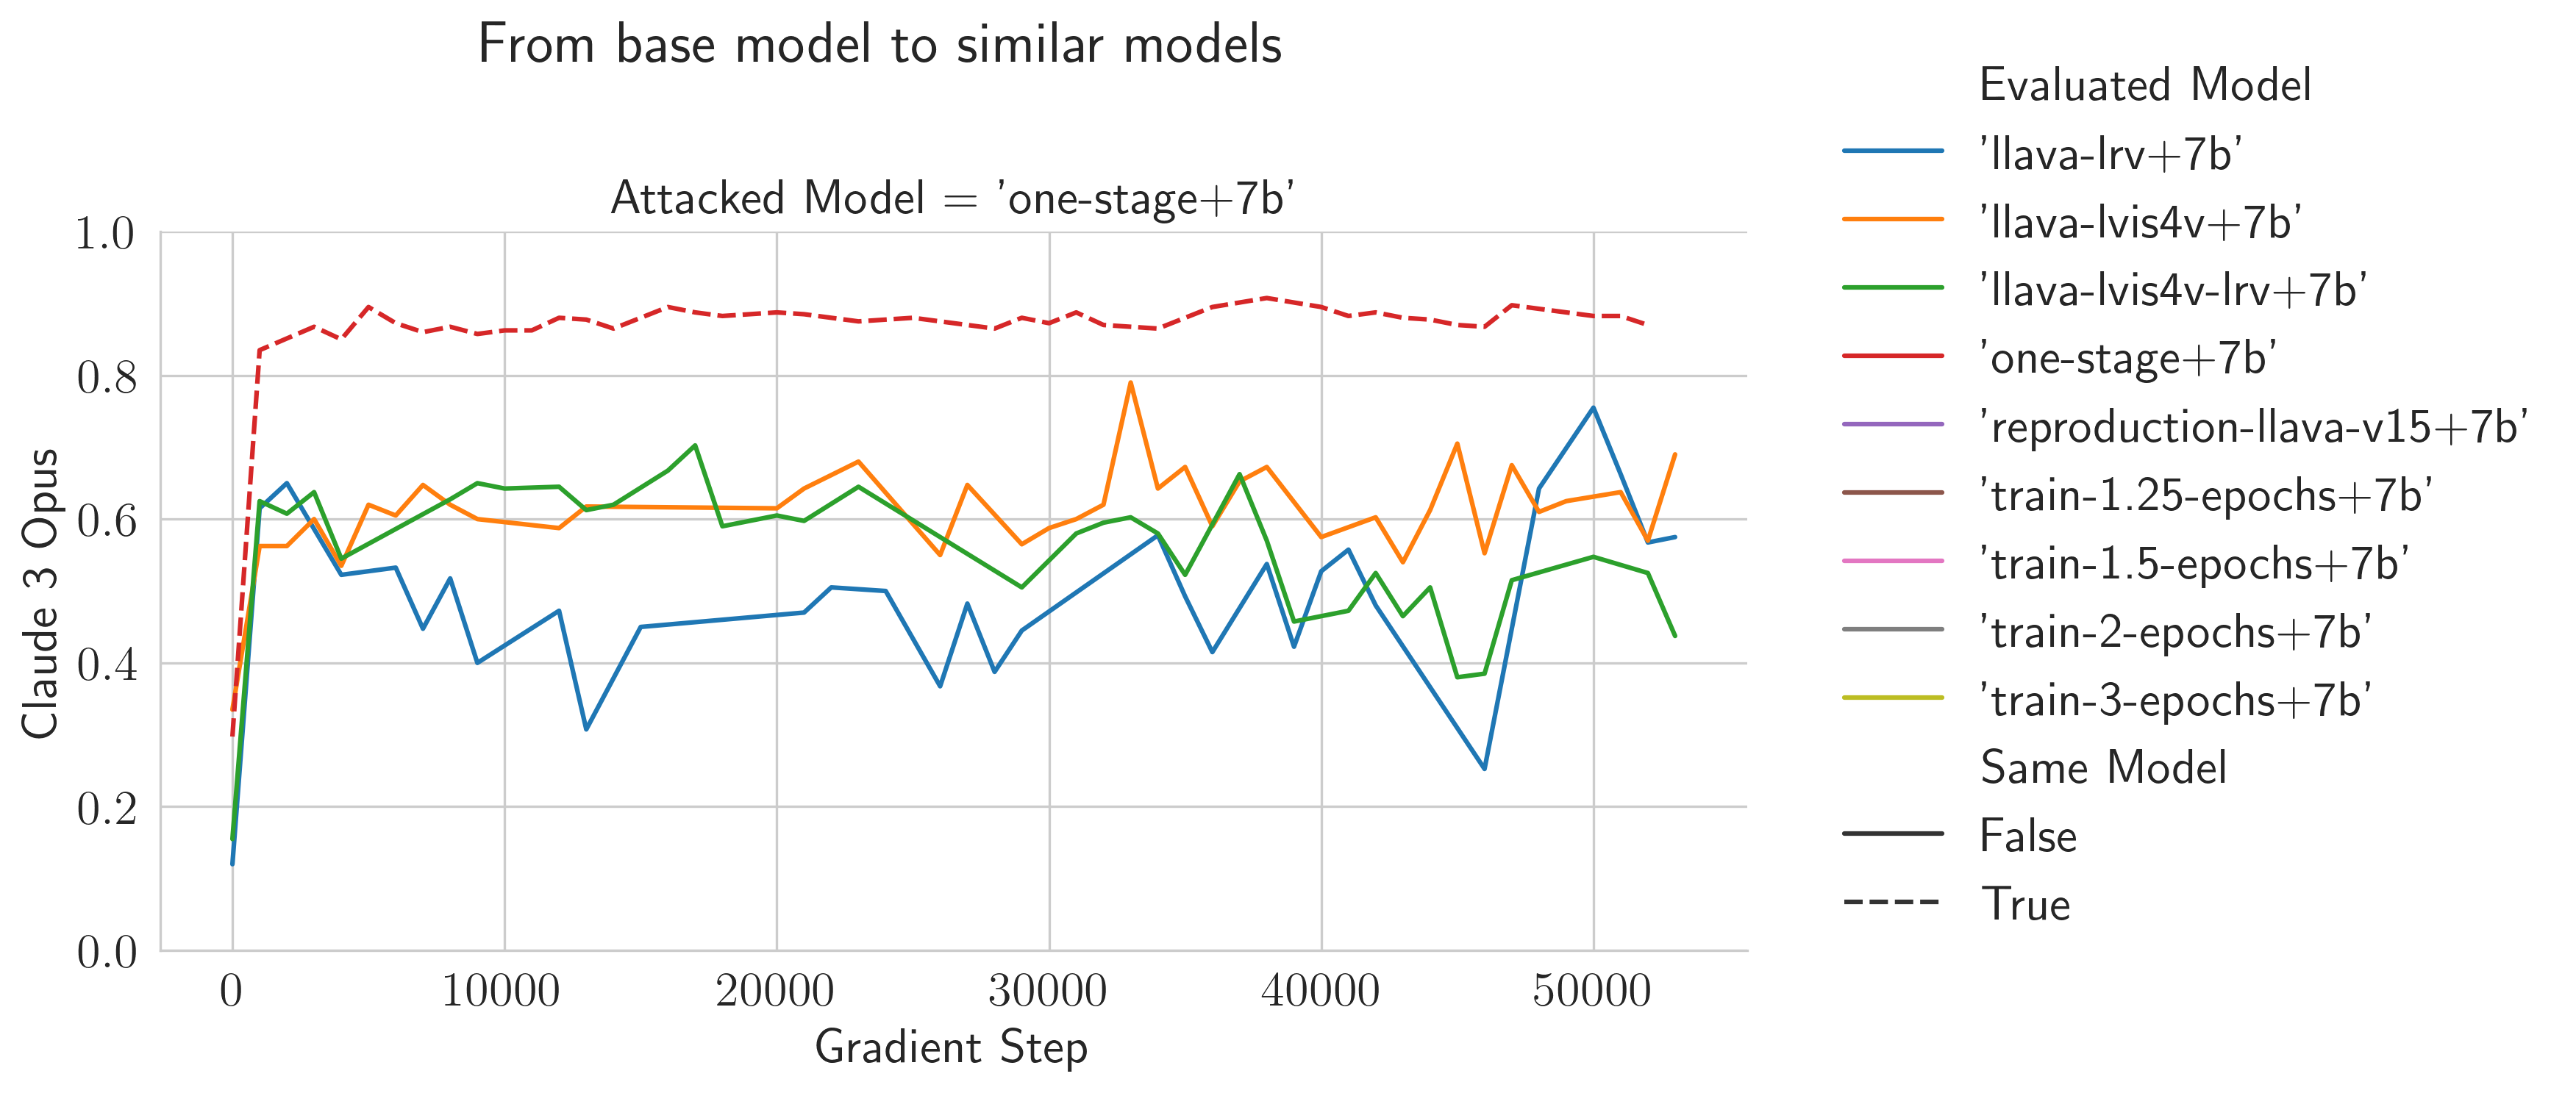 From base model to similar models
Attacked Model = 'one-stage+7b'
Claude 3 Opus
1.0
0.8
0.6
0.4
0.2
0.0
0 10000 20000 30000 40000 50000
Gradient Step
Evaluated Model
'llava-lrv+7b'
'llava-lvis4v+7b'
'llava-lvis4v-lrv+7b'
'one-stage+7b'
'reproduction-llava-v15+7b'
'train-1.25-epochs+7b'
'train-1.5-epochs+7b'
'train-2-epochs+7b'
'train-3-epochs+7b'
Same Model
False
True